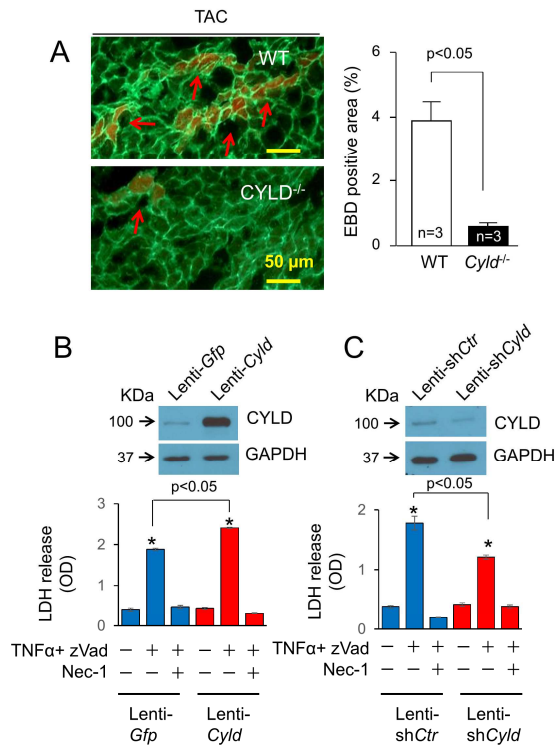 TAC
A
WT
CYLD-/-
50 μm
EBD positive area (%)
6
4
2
0
p<0.05
n=3
n=3
WT
Cyld-/-
B
Lenti-Gfp
Lenti-Cyld
KDa
100
CYLD
37
GAPDH
p<0.05
LDH release
(OD)
3
2
1
0
*
*
TNFα+ zVad − + + − + +
Nec-1 − − + − − +
Lenti-
Gfp
Lenti-
Cyld
C
Lenti-shCtr
Lenti-shCyld
KDa
100
CYLD
37
GAPDH
p<0.05
LDH release
(OD)
2
1
0
*
*
TNFα+ zVad − + + − + +
Nec-1 − − + − − +
Lenti-
shCtr
Lenti-
shCyld